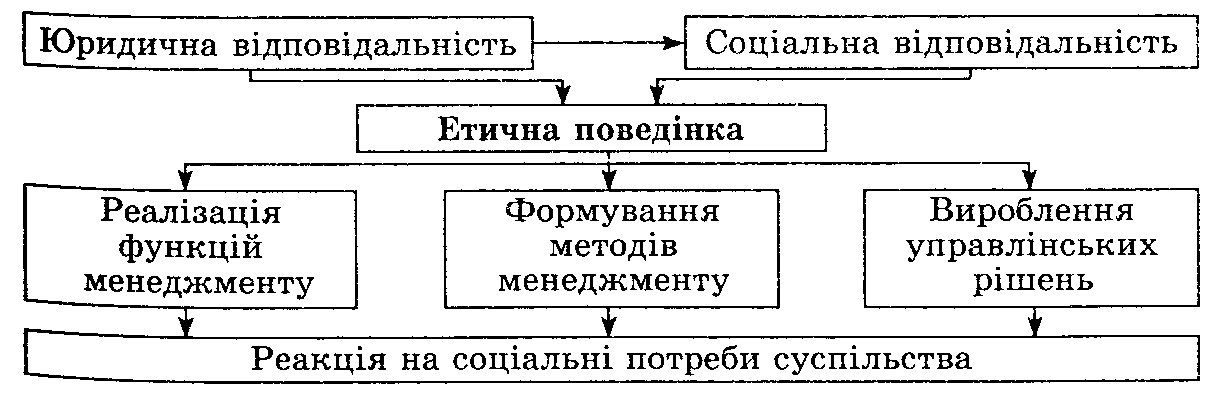 Юридична відповідальність
Соціальна відповідальність
Етична поведінка
Реалізація
функцій
менеджменту
Формування
методів
менеджменту
Вироблення
управлінських
рішень
Реакція на соціальні потреби суспільства